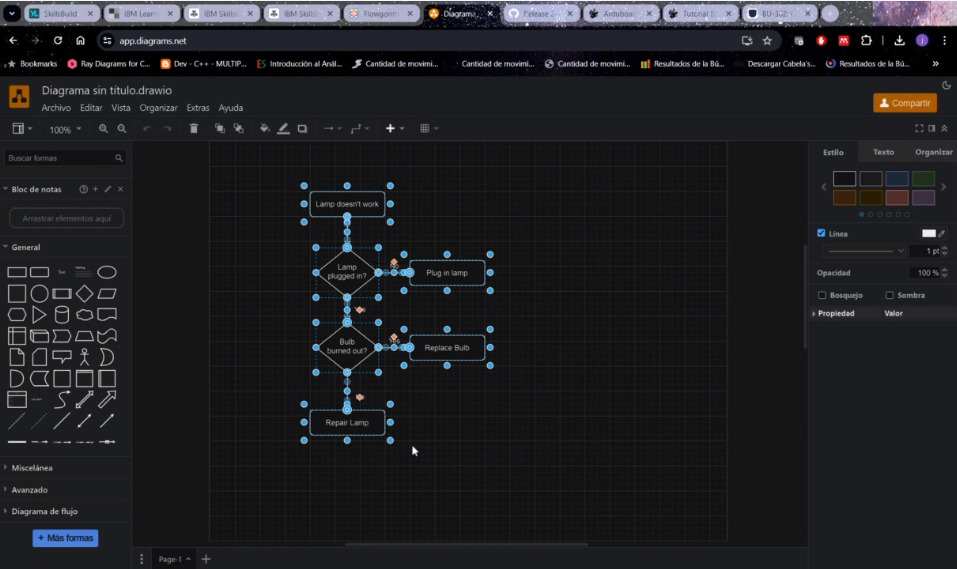 SkillsBuild
IBM Learn
IBM Skills
IBM Skills
Flowgorit
Diagrama
Release 2
Arduboa
Tutorial
BU-302: C
app.diagrams.net
Bookmarks
Ray Diagrams for C...
Dev - C++ - MULTIP...
Introducción al Anál...
Cantidad de movimi...
Cantidad de movimi...
Cantidad de movimi...
Resultados de la Bú...
Descargar Cabela's...
Resultados de la Bú...
Diagrama sin título.drawio
Archivo Editar Vista Organizar Extras Ayuda
Compartir
100%
Buscar formas
Bloc de notas
Arrastrar elementos aquí
General
Text
Miscelánea
Avanzado
Diagrama de flujo
+ Más formas
Lamp doesn't work
Lamp
plugged in?
Plug in lamp
Bulb
burned out?
Replace Bulb
Repair Lamp
Page-1
Estilo Texto Organizar
Línea
1 pt
Opacidad 100 %
Bosquejo Sombra
Propiedad Valor